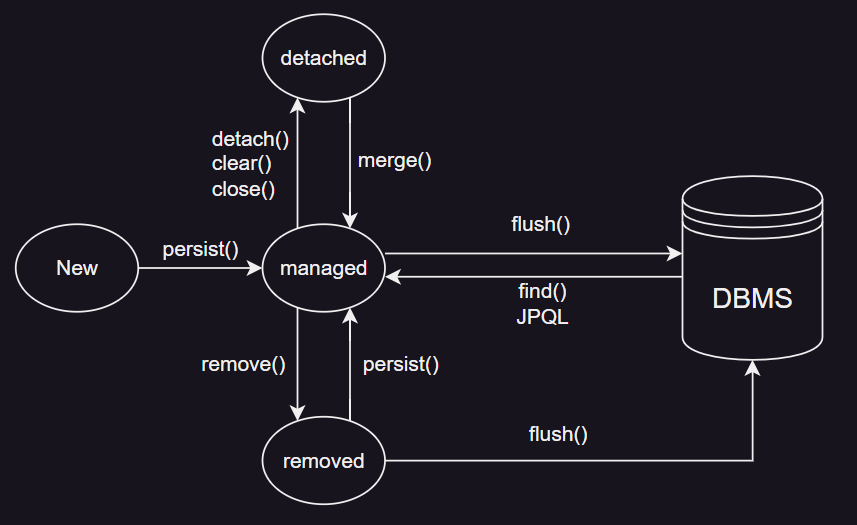 detached
detach()
clear()
close()
merge()
New
persist()
managed
flush()
find()
JPQL
DBMS
remove()
persist()
removed
flush()